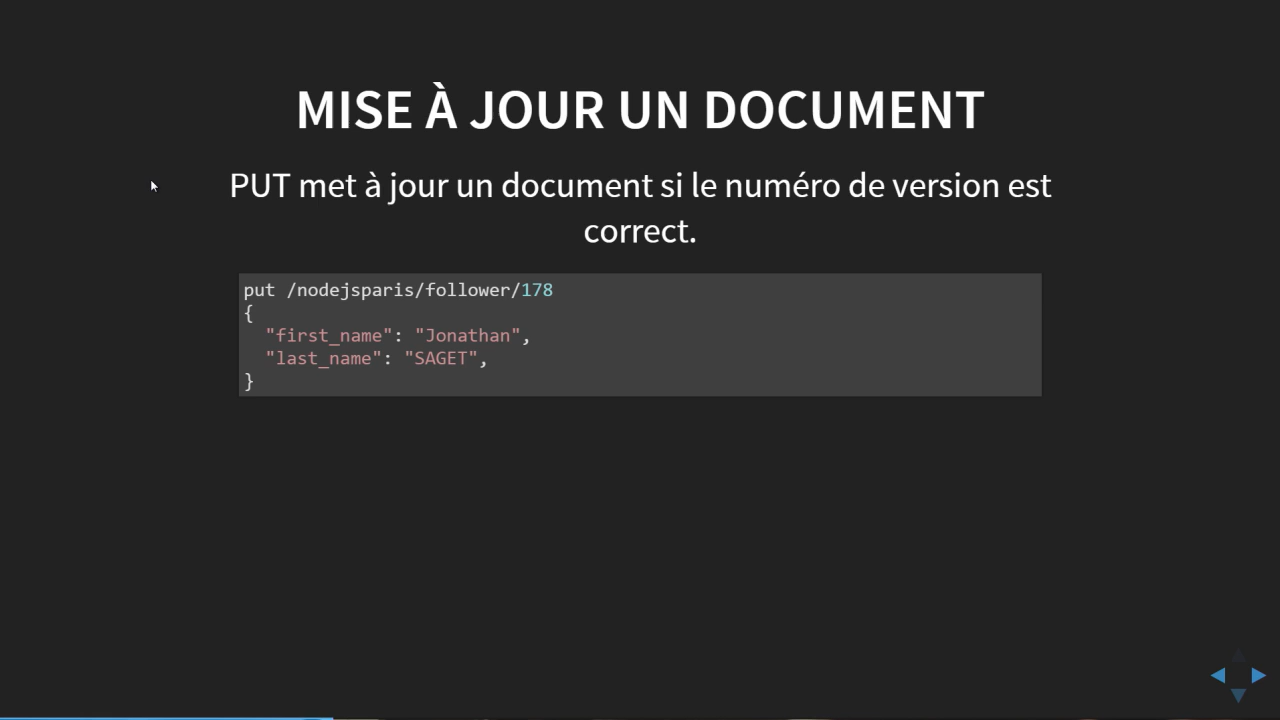 MISE À JOUR UN DOCUMENT
PUT met à jour un document si le numéro de version est
correct.
put /nodejsparis/follower/178
{
  "first_name": "Jonathan",
  "last_name": "SAGET",
}